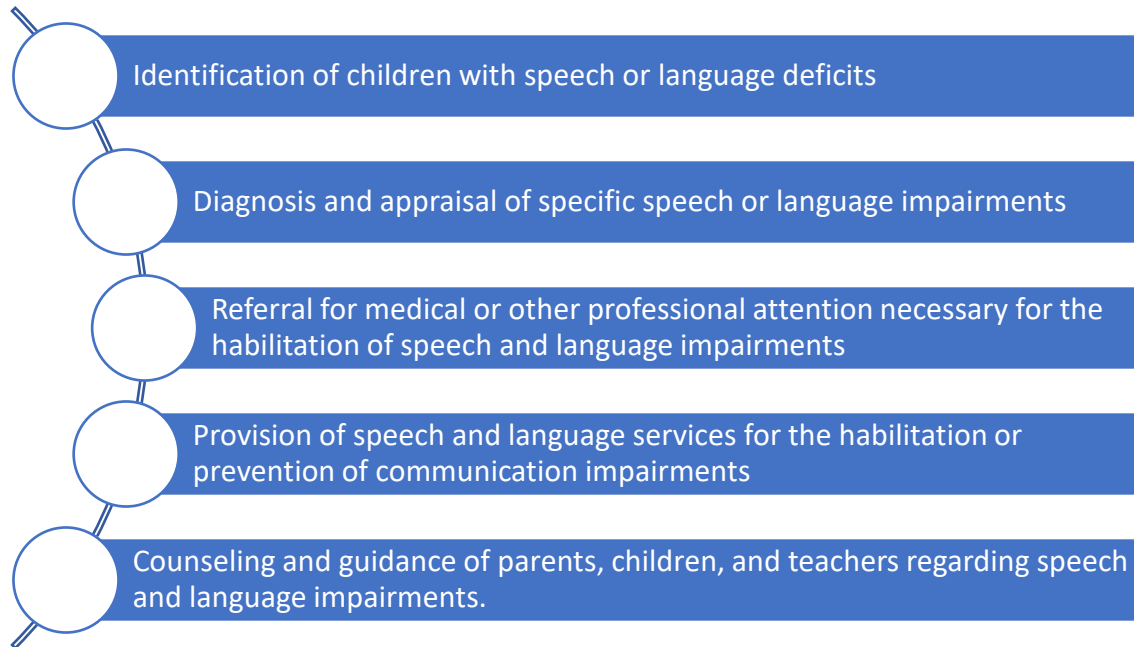 Identification of children with speech or language deficits
Diagnosis and appraisal of specific speech or language impairments
Referral for medical or other professional attention necessary for the
habilitation of speech and language impairments
Provision of speech and language services for the habilitation or
prevention of communication impairments
Counseling and guidance of parents, children, and teachers regarding speech
and language impairments.